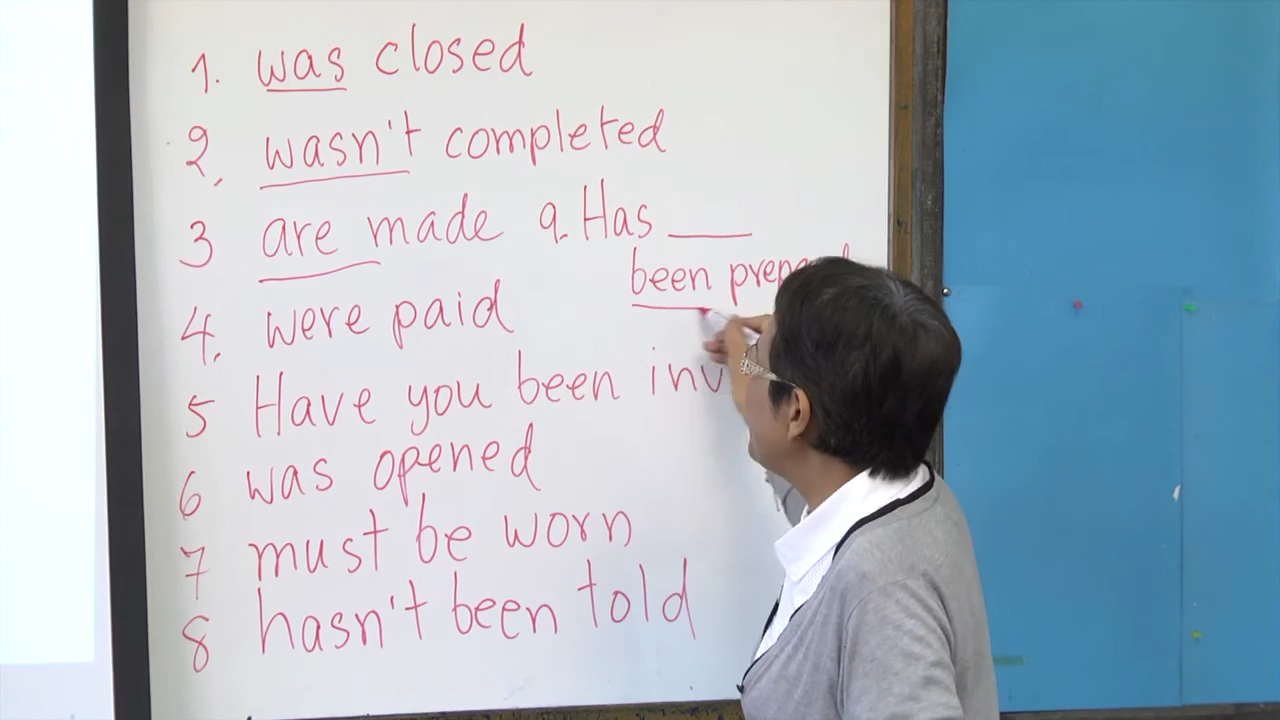 1. was closed
2. wasn't completed
3 are made
4. were paid
5 Have you been
6 was opened
7 must be worn
8 hasn't been told
9. Has ___
been